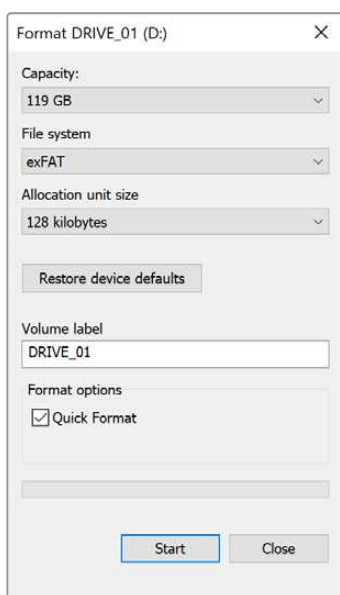 Format DRIVE_01 (D:)
Capacity:
119 GB
File system
exFAT
Allocation unit size
128 kilobytes
Restore device defaults
Volume label
DRIVE_01
Format options
Quick Format
Start Close